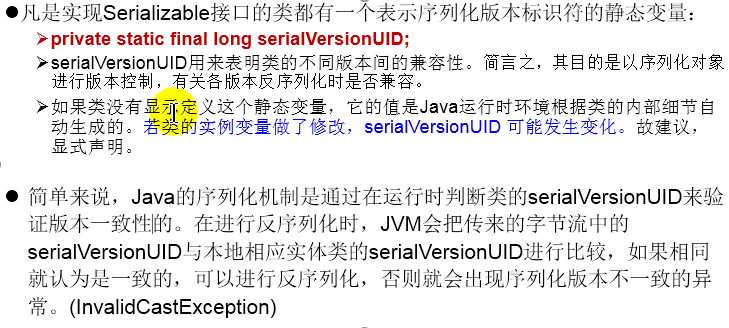 ●凡是实现Serializable接口的类都有一个表示序列化版本标识符的静态变量：
➢private static final long serialVersionUID;
➢serialVersionUID用来表明类的不同版本间的兼容性。简言之，其目的是以序列化对象
进行版本控制，有关各版本反序列化时是否兼容。
➢如果类没有显示定义这个静态变量，它的值是Java运行时环境根据类的内部细节自
动生成的。若类的实例变量做了修改，serialVersionUID 可能发生变化。故建议，
显式声明。
● 简单来说，Java的序列化机制是通过在运行时判断类的serialVersionUID来验
证版本一致性的。在进行反序列化时，JVM会把传来的字节流中的
serialVersionUID与本地相应实体类的serialVersionUID进行比较，如果相同
就认为是一致的，可以进行反序列化，否则就会出现序列化版本不一致的异
常。(InvalidCastException)